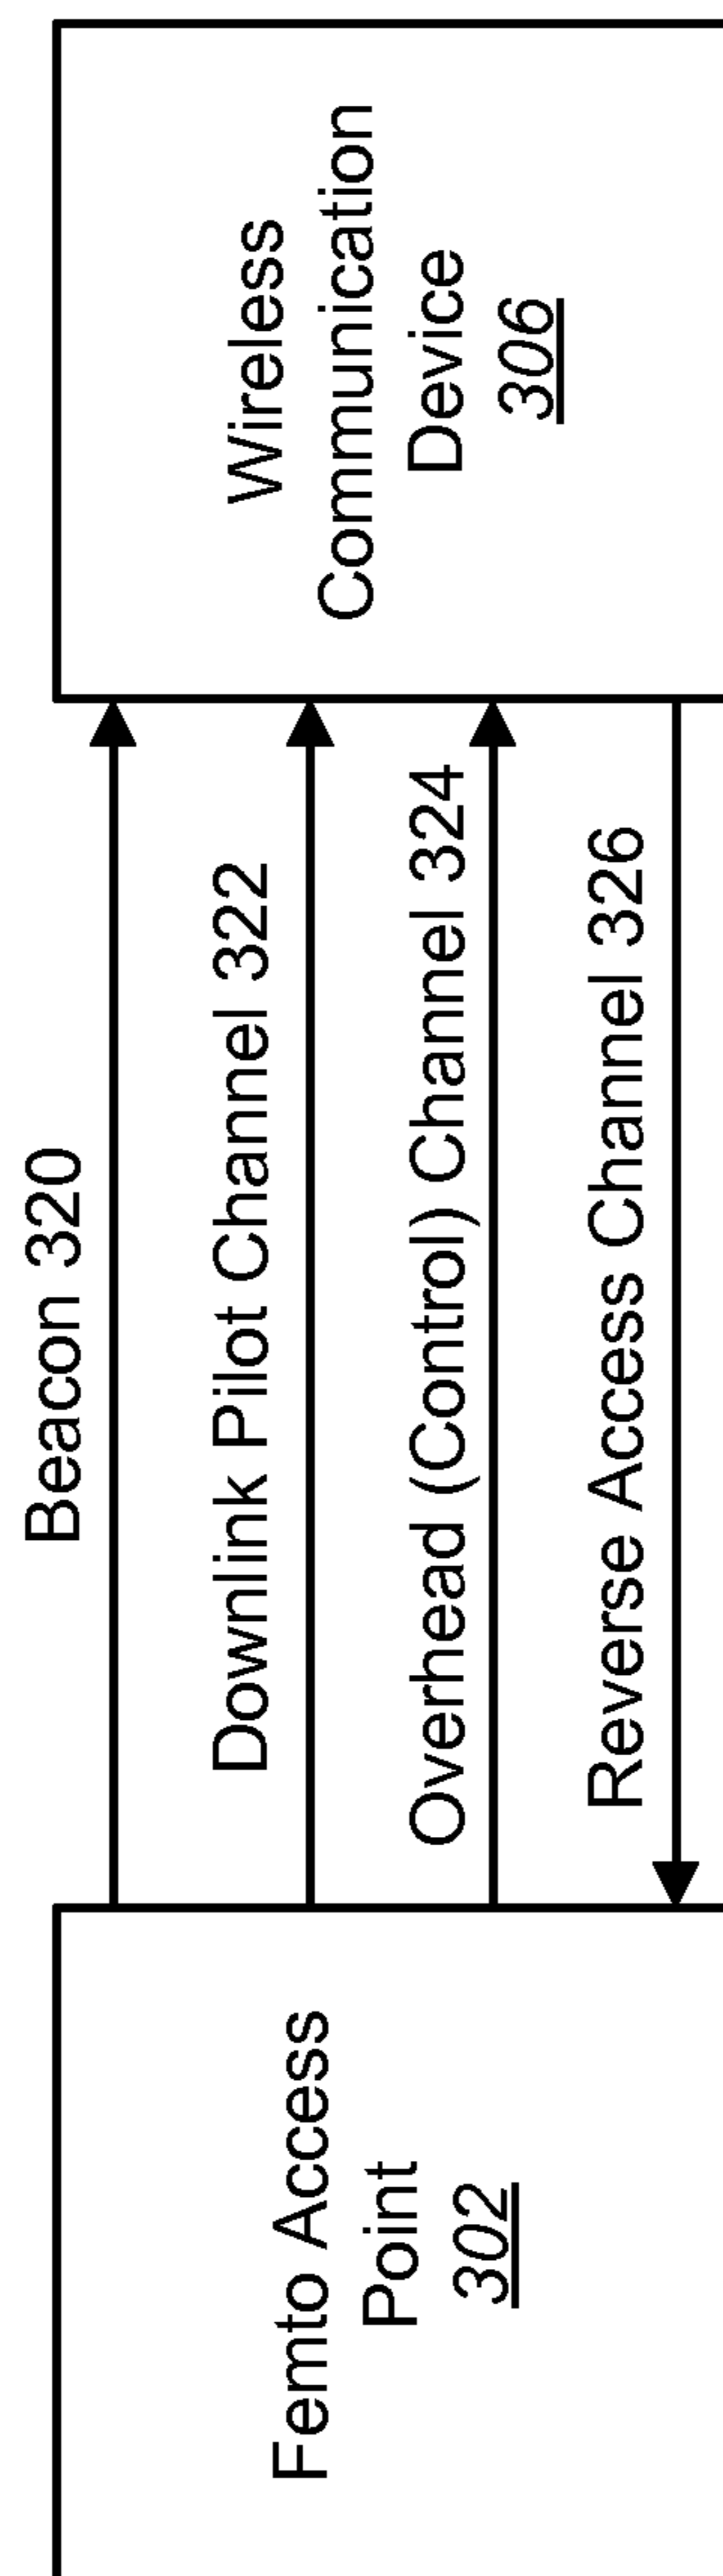 Femto Access
Point
302
Beacon 320
Downlink Pilot Channel 322
Overhead (Control) Channel 324
Reverse Access Channel 326
Wireless
Communication
Device
306